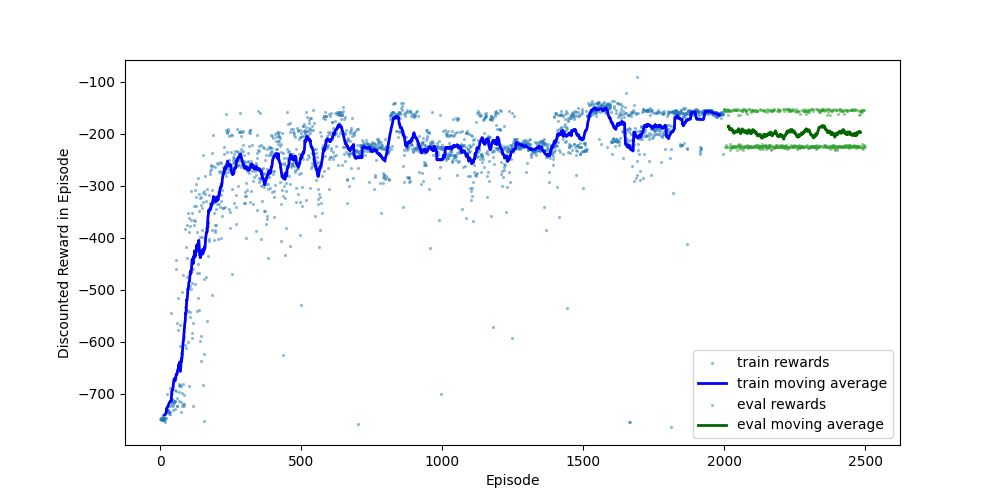 −100
−200
−300
−400
−500
−600
−700
Discounted Reward in Episode
0
500
1000
1500
2000
2500
Episode
train rewards
train moving average
eval rewards
eval moving average